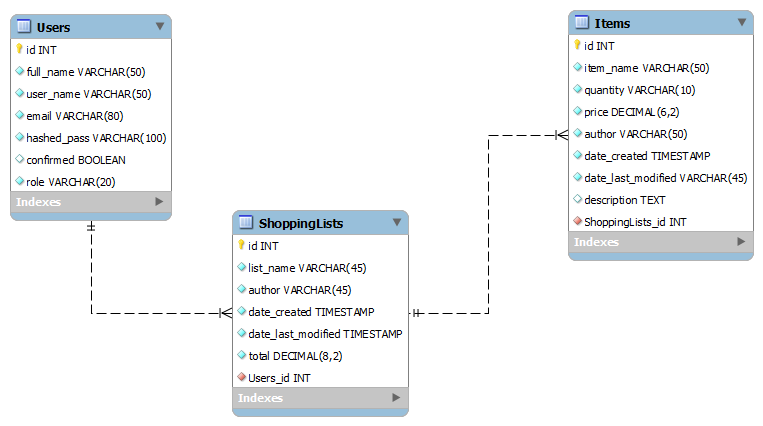 Users
id INT
full_name VARCHAR(50)
user_name VARCHAR(50)
email VARCHAR(80)
hashed_pass VARCHAR(100)
confirmed BOOLEAN
role VARCHAR(20)
Indexes
ShoppingLists
id INT
list_name VARCHAR(45)
author VARCHAR(45)
date_created TIMESTAMP
date_last_modified TIMESTAMP
total DECIMAL(8,2)
Users_id INT
Indexes
Items
id INT
item_name VARCHAR(50)
quantity VARCHAR(10)
price DECIMAL(6,2)
author VARCHAR(50)
date_created TIMESTAMP
date_last_modified VARCHAR(45)
description TEXT
ShoppingLists_id INT
Indexes